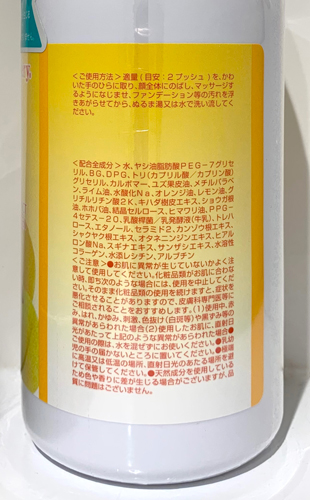 <ご使用方法>適量(目安:2プッシュ)を、かわ
いた手のひらに取り、顔全体にのばし、マッサージす
るようになじませ、ファンデーション等の汚れを浮
きあがらせてから、ぬるま湯又は水で洗い流してく
ださい。
<配合全成分>水、ヤシ油脂肪酸PEG-7グリセ
リル、BG、DPG、トリ(カプリル酸/カプリン酸)
グリセリル、カルボマー、ユズ果皮油、メチルパラベ
ン、ライム油、水酸化Na、オレンジ油、レモン油、グ
リチルリチン酸2K、キハダ樹皮エキス、ショウガ根
油、ホホバ油、結晶セルロース、ヒマワリ油、PPG-
4セテス-20、乳酸桿菌/乳発酵液(牛乳)、トレハ
ロース、エタノール、セラミド2、カンゾウ根エキス、
シャクヤク根エキス、オタネニンジンエキス、ヒアル
ロン酸Na、スギナエキス、サンザシエキス、水溶性
コラーゲン、水添レシチン、アルブチン
<ご注意>●お肌に異常が生じていないかよく注
意して使用してください。化粧品類がお肌に合わな
い時、即ち次のような場合には、使用を中止してくだ
さい。そのまま化粧品類の使用を続けますと、症状を
悪化させることがありますので、皮膚科専門医等に
ご相談されることをおすすめします。(1)使用中、赤
み、はれ、かゆみ、刺激、色抜け(白斑等)や黒ずみ等の
異常があらわれた場合(2)使用したお肌に、直射日
光があたって上記のような異常があらわれた場合●
ご使用の際は、水を混ぜずにお使いください。●乳幼
児の手の届かないところに置いてください。●極端
に高温又は低温の場所、直射日光のあたる場所を避
けて保管してください。●天然成分を使用している
ため色や香りに差が生じる場合がございますが、品
質に問題はございません。